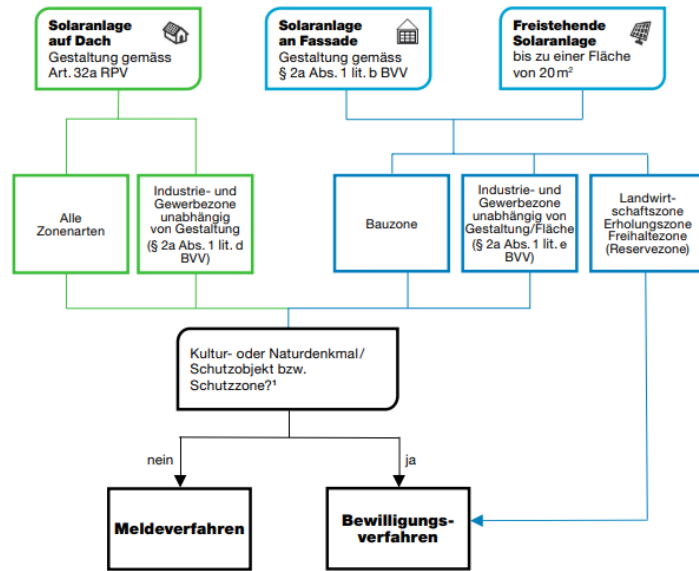 Solaranlage
auf Dach
Gestaltung gemäss
Art. 32a RPV
Solaranlage
an Fassade
Gestaltung gemäss
§ 2a Abs. 1 lit. b BVV
Freistehende
Solaranlage
bis zu einer Fläche
von 20 m²
Alle
Zonenarten
Industrie- und
Gewerbezone
unabhängig
von Gestaltung
(§ 2a Abs. 1 lit. d
BVV)
Bauzone
Industrie- und
Gewerbezone
unabhängig von
Gestaltung/Fläche
(§ 2a Abs. 1 lit. e
BVV)
Landwirt-
schaftszone
Erholungszone
Freihaltezone
(Reservezone)
Kultur- oder Naturdenkmal/
Schutzobjekt bzw.
Schutzzone?¹
nein
ja
Meldeverfahren
Bewilligungs-
verfahren